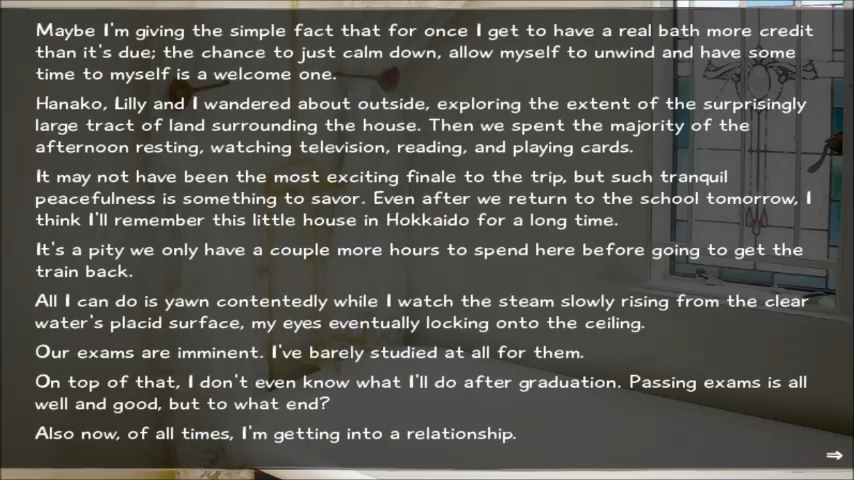 Maybe I'm giving the simple fact that for once I get to have a real bath more credit
than it's due; the chance to just calm down, allow myself to unwind and have some
time to myself is a welcome one.
Hanako, Lilly and I wandered about outside, exploring the extent of the surprisingly
large tract of land surrounding the house. Then we spent the majority of the
afternoon resting, watching television, reading, and playing cards.
It may not have been the most exciting finale to the trip, but such tranquil
peacefulness is something to savor. Even after we return to the school tomorrow, I
think I'll remember this little house in Hokkaido for a long time.
It's a pity we only have a couple more hours to spend here before going to get the
train back.
All I can do is yawn contentedly while I watch the steam slowly rising from the clear
water's placid surface, my eyes eventually locking onto the ceiling.
Our exams are imminent. I've barely studied at all for them.
On top of that, I don't even know what I'll do after graduation. Passing exams is all
well and good, but to what end?
Also now, of all times, I'm getting into a relationship.
⇒